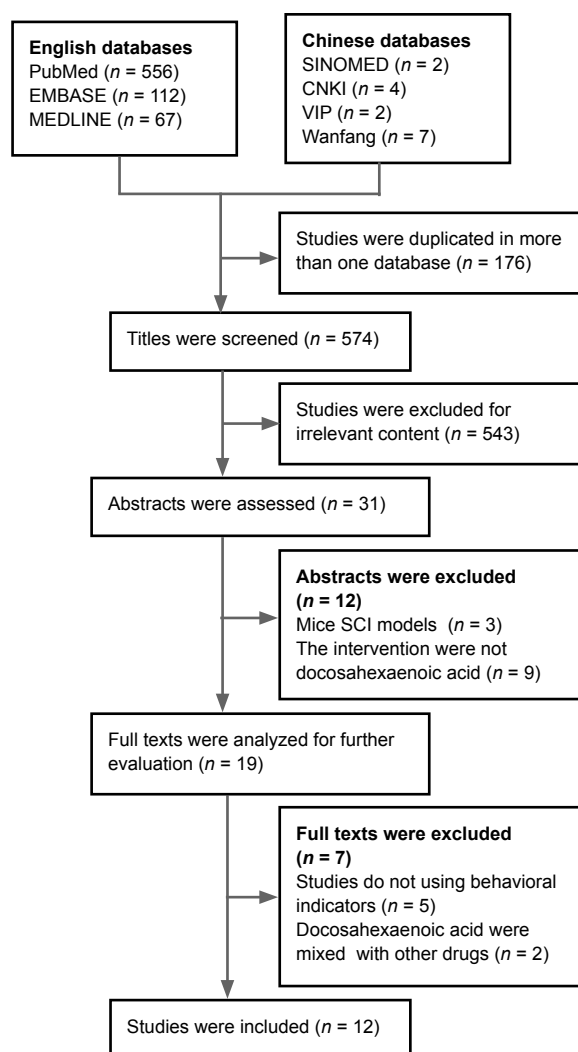 English databases
PubMed (n = 556)
EMBASE (n = 112)
MEDLINE (n = 67)
Chinese databases
SINOMED (n = 2)
CNKI (n = 4)
VIP (n = 2)
Wanfang (n = 7)
Studies were duplicated in more
than one database (n = 176)
Titles were screened (n = 574)
Studies were excluded for
irrelevant content (n = 543)
Abstracts were assessed (n = 31)
Abstracts were excluded
(n = 12)
Mice SCI models (n = 3)
The intervention were not
docosahexaenoic acid (n = 9)
Full texts were analyzed for further
evaluation (n = 19)
Full texts were excluded
(n = 7)
Studies do not using behavioral
indicators (n = 5)
Docosahexaenoic acid were
mixed with other drugs (n = 2)
Studies were included (n = 12)